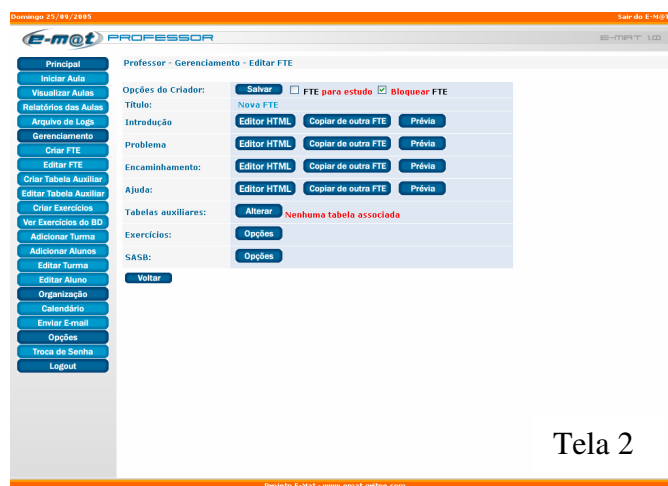 Domingo 25/09/2005 Sair do E-M@T
e-m@t PROFESSOR E-M@T 1.00
Principal
Iniciar Aula
Visualizar Aulas
Relatórios das Aulas
Arquivo de Logs
Gerenciamento
Criar FTE
Editar FTE
Criar Tabela Auxiliar
Editar Tabela Auxiliar
Criar Exercícios
Ver Exercícios do BD
Adicionar Turma
Adicionar Alunos
Editar Turma
Editar Aluno
Organização
Calendário
Enviar E-mail
Opções
Troca de Senha
Logout
Professor - Gerenciamento - Editar FTE
Opções do Criador: Salvar FTE para estudo Bloquear FTE
Título: Nova FTE
Introdução Editor HTML Copiar de outra FTE Prévia
Problema Editor HTML Copiar de outra FTE Prévia
Encaminhamento: Editor HTML Copiar de outra FTE Prévia
Ajuda: Editor HTML Copiar de outra FTE Prévia
Tabelas auxiliares: Alterar Nenhuma tabela associada
Exercícios: Opções
SASB: Opções
Voltar
Tela 2